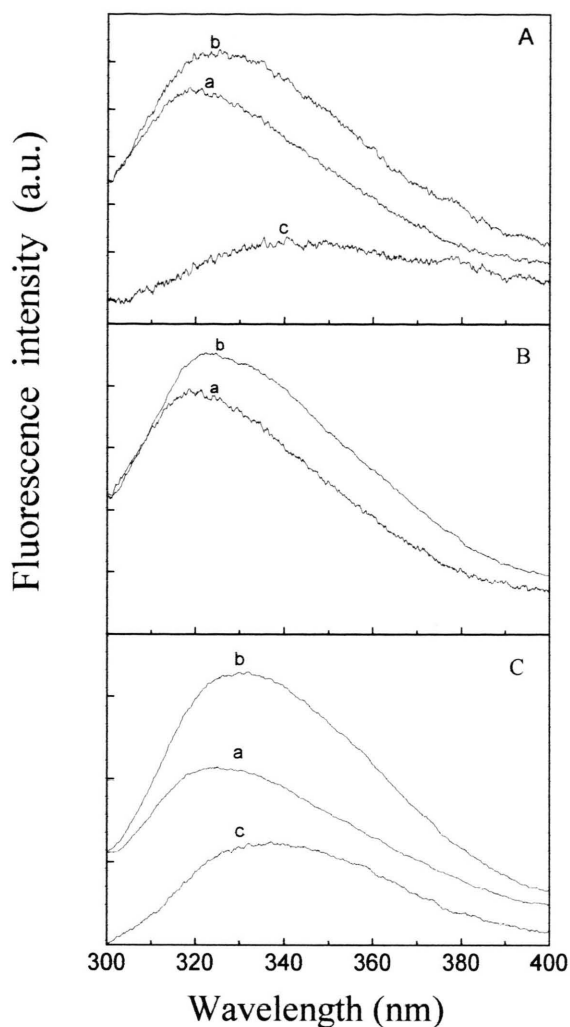 Fluorescence intensity (a.u.)
A
b
a
c
B
b
a
C
b
a
c
300 320 340 360 380 400
Wavelength (nm)